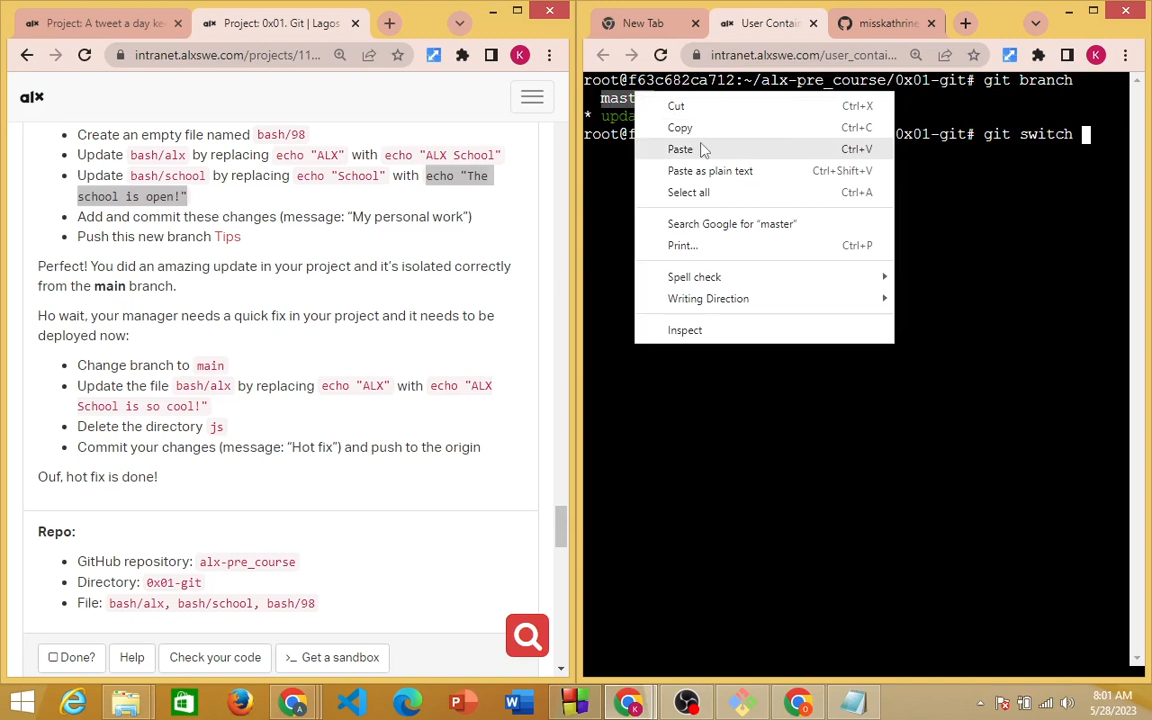 Project: A tweet a day ke
Project: 0x01. Git | Lagos
intranet.alxswe.com/projects/11...
alx
Create an empty file named bash/98
Update bash/alx by replacing echo "ALX" with echo "ALX School"
Update bash/school by replacing echo "School" with echo "The
school is open!"
Add and commit these changes (message: “My personal work”)
Push this new branch Tips
Perfect! You did an amazing update in your project and it’s isolated correctly
from the main branch.
Ho wait, your manager needs a quick fix in your project and it needs to be
deployed now:
Change branch to main
Update the file bash/alx by replacing echo "ALX" with echo "ALX
School is so cool!"
Delete the directory js
Commit your changes (message: “Hot fix”) and push to the origin
Ouf, hot fix is done!
Repo:
GitHub repository: alx-pre_course
Directory: 0x01-git
File: bash/alx, bash/school, bash/98
Done?
Help
Check your code
>_ Get a sandbox
New Tab
User Contain
misskathrine
intranet.alxswe.com/user_contai...
K
K
root@f63c682ca712:~/alx-pre_course/0x01-git# git branch
mast
* upda
root@f
0x01-git# git switch
Cut Ctrl+X
Copy Ctrl+C
Paste Ctrl+V
Paste as plain text Ctrl+Shift+V
Select all Ctrl+A
Search Google for “master”
Print... Ctrl+P
Spell check
Writing Direction
Inspect
8:01 AM
5/28/2023